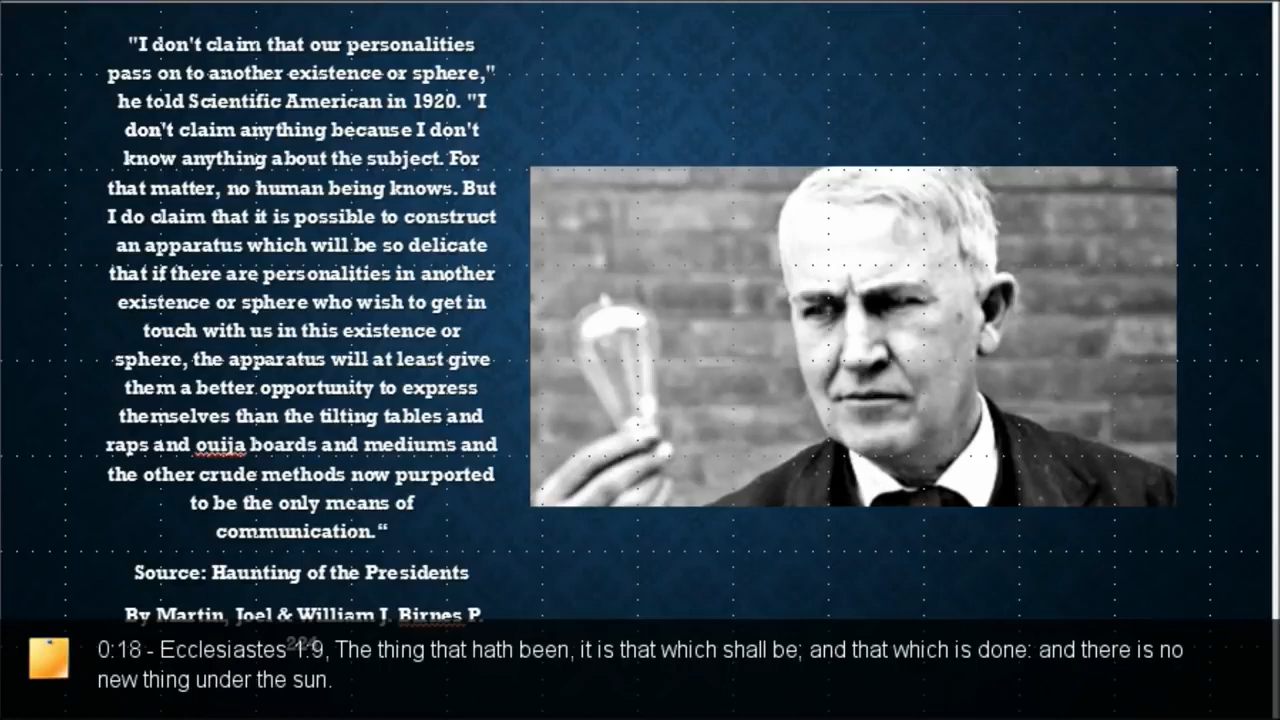 "I don't claim that our personalities
pass on to another existence or sphere,"
he told Scientific American in 1920. "I
don't claim anything because I don't
know anything about the subject. For
that matter, no human being knows. But
I do claim that it is possible to construct
an apparatus which will be so delicate
that if there are personalities in another
existence or sphere who wish to get in
touch with us in this existence or
sphere, the apparatus will at least give
them a better opportunity to express
themselves than the tilting tables and
raps and ouija boards and mediums and
the other crude methods now purported
to be the only means of
communication.“
Source: Haunting of the Presidents
By Martin, Joel & William J. Birnes P.
0:18 - Ecclesiastes 1:9, The thing that hath been, it is that which shall be; and that which is done: and there is no
new thing under the sun.